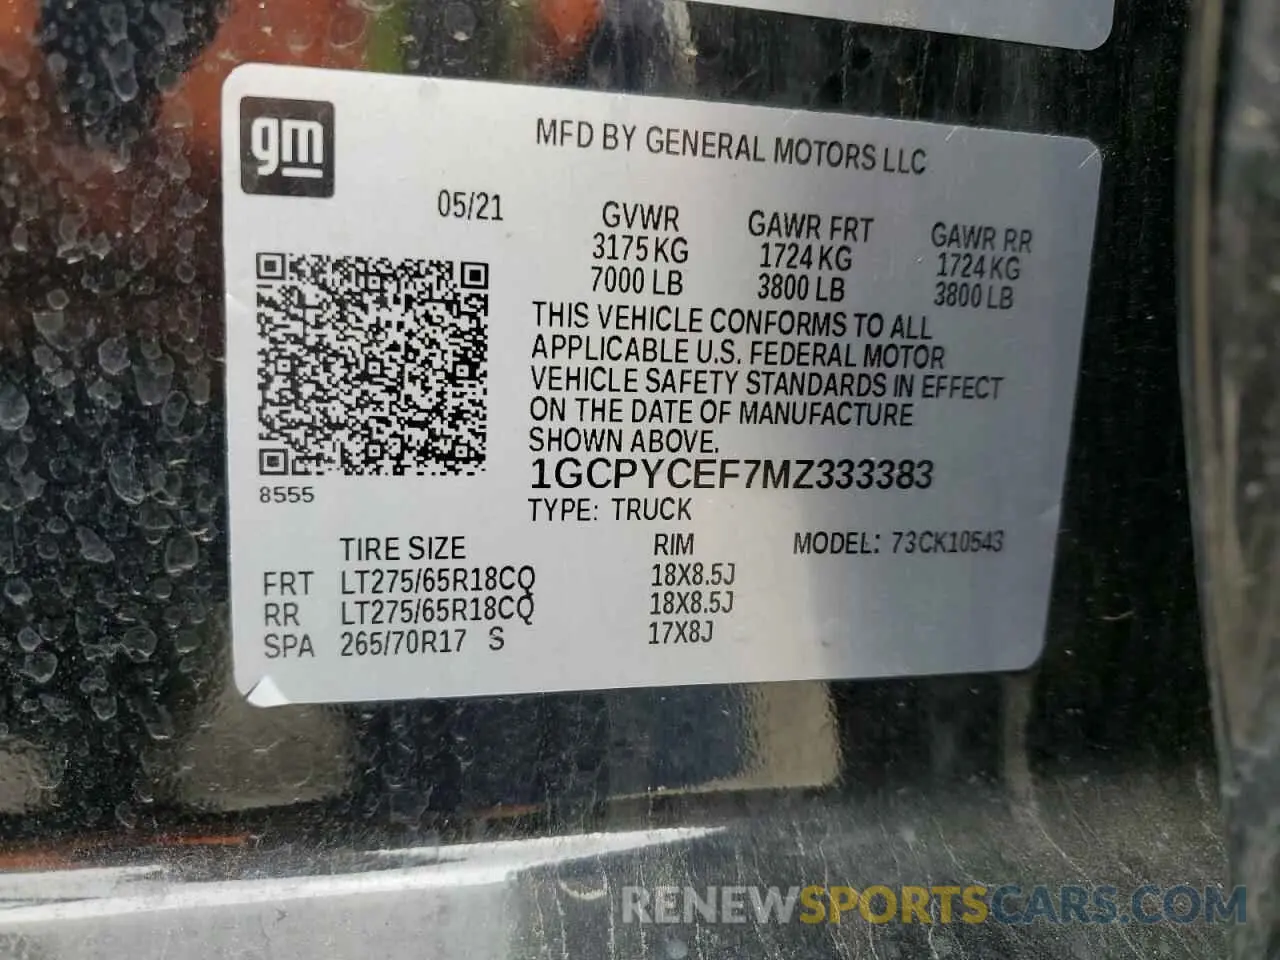 gm
MFD BY GENERAL MOTORS LLC
05/21
GVWR GAWR FRT GAWR RR
3175 KG 1724 KG 1724 KG
7000 LB 3800 LB 3800 LB
THIS VEHICLE CONFORMS TO ALL
APPLICABLE U.S. FEDERAL MOTOR
VEHICLE SAFETY STANDARDS IN EFFECT
ON THE DATE OF MANUFACTURE
SHOWN ABOVE.
1GCPYCEF7MZ333383
8555
TYPE: TRUCK
TIRE SIZE RIM MODEL: 73CK10543
FRT LT275/65R18CQ 18X8.5J
RR LT275/65R18CQ 18X8.5J
SPA 265/70R17 S 17X8J
RENEWSPORTSCARS.COM